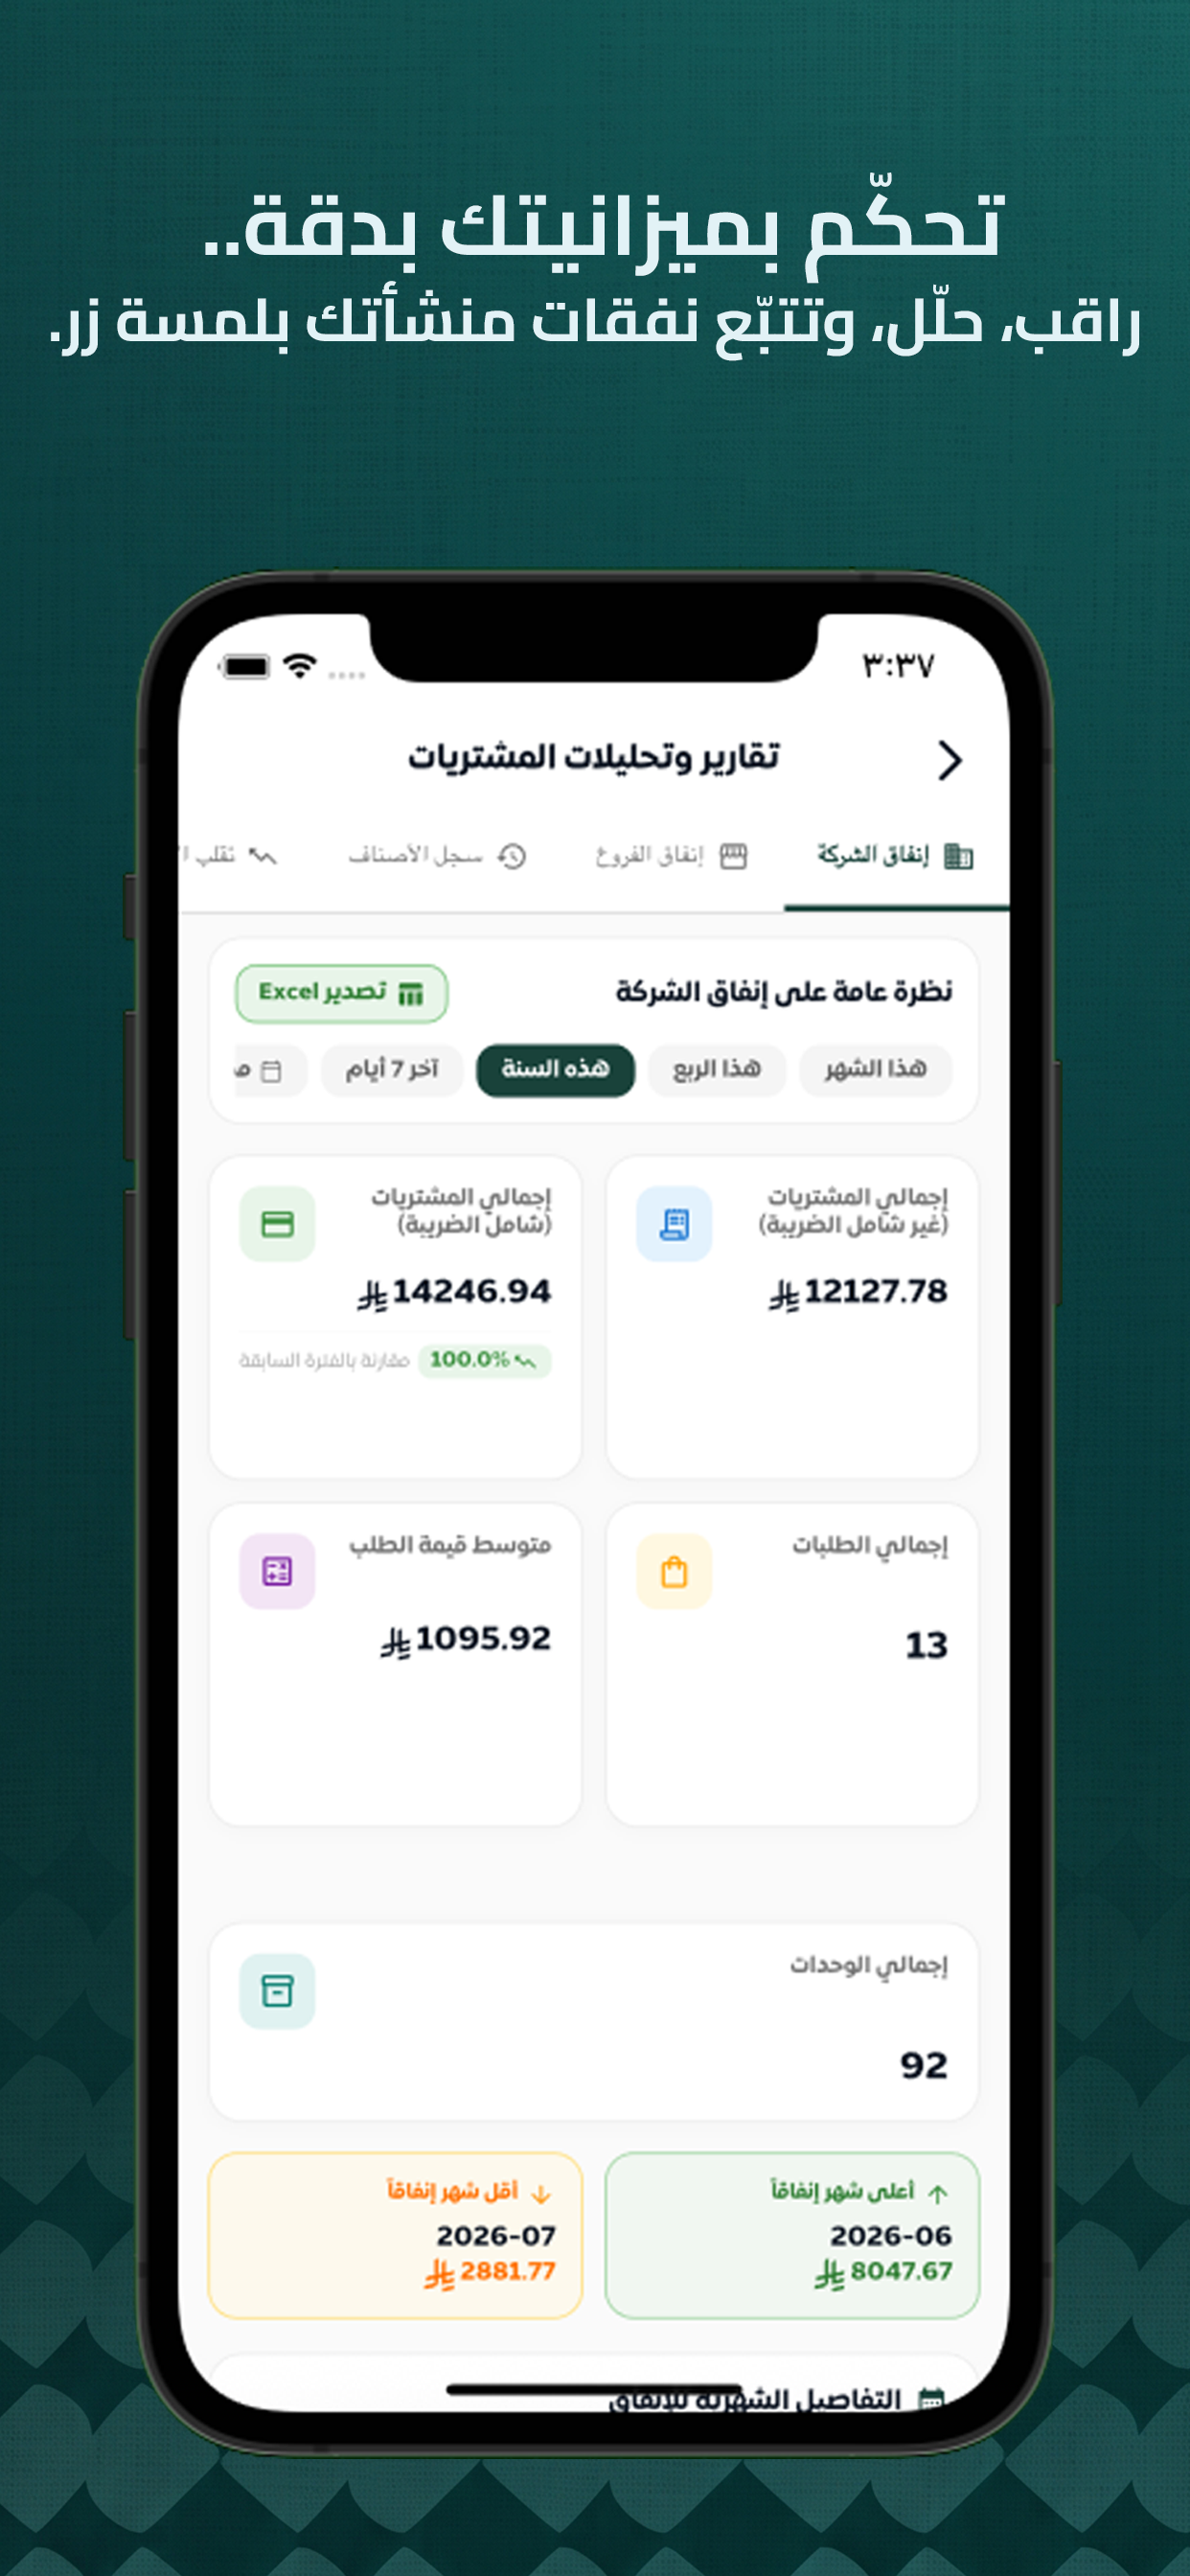 تحكّم بميزانيتك بدقة..
راقب، حلّل، وتتبّع نفقات منشأتك بلمسة زر.
٣:٣٧
تقارير وتحليلات المشتريات
إنفاق الشركة
إنفاق الفروع
سجل الأصناف
تقلب
نظرة عامة على إنفاق الشركة
تصدير Excel
هذا الشهر
هذا الربع
هذه السنة
آخر 7 أيام
إجمالي المشتريات
(غير شامل الضريبة)
12127.78
إجمالي المشتريات
(شامل الضريبة)
14246.94
100.0% مقارنة بالفترة السابقة
إجمالي الطلبات
13
متوسط قيمة الطلب
1095.92
إجمالي الوحدات
92
أعلى شهر إنفاقاً
2026-06
8047.67
أقل شهر إنفاقاً
2026-07
2881.77
التفاصيل الشهرية للإنفاق